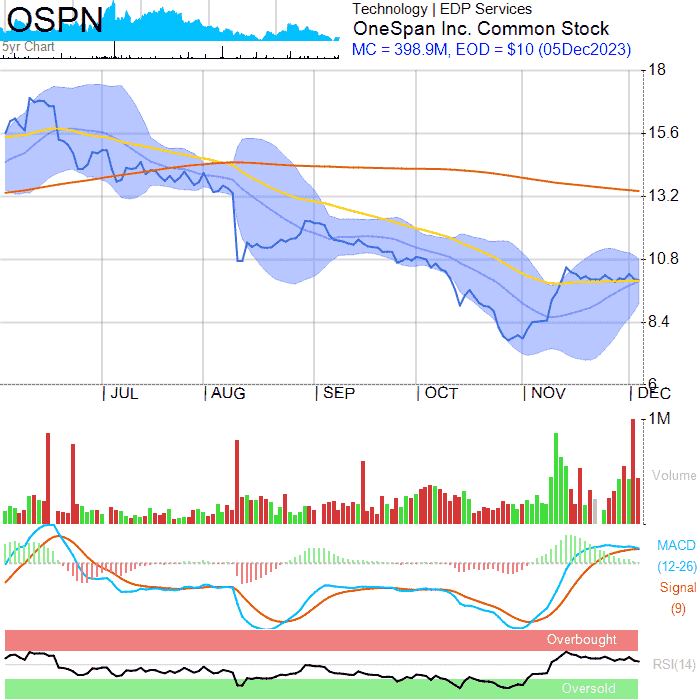 OSPN
5yr Chart
Technology | EDP Services
OneSpan Inc. Common Stock
MC = 398.9M, EOD = $10 (05Dec2023)
18
15.6
13.2
10.8
8.4
6
JUL
AUG
SEP
OCT
NOV
DEC
1M
Volume
MACD
(12-26)
Signal
(9)
Overbought
RSI(14)
Oversold